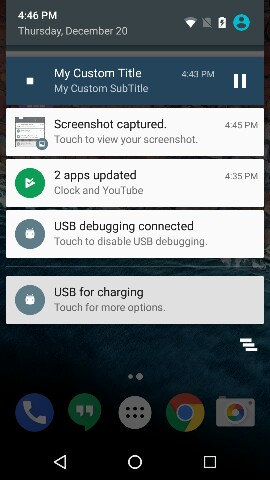 4:46 PM
Thursday, December 20
My Custom Title
4:43 PM
My Custom SubTitle
Screenshot captured.
4:45 PM
Touch to view your screenshot.
2 apps updated
4:35 PM
Clock and YouTube
USB debugging connected
Touch to disable USB debugging.
USB for charging
Touch for more options.